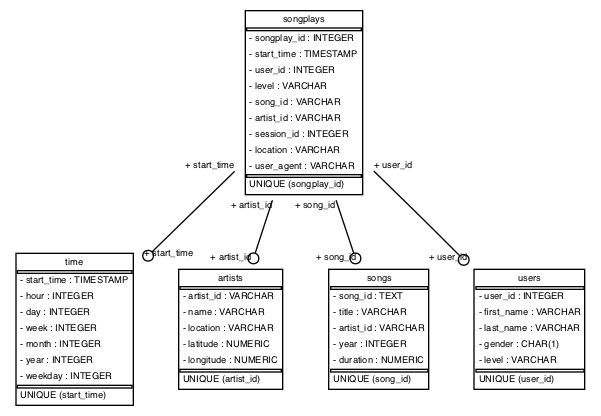 songplays
- songplay_id : INTEGER
- start_time : TIMESTAMP
- user_id : INTEGER
- level : VARCHAR
- song_id : VARCHAR
- artist_id : VARCHAR
- session_id : INTEGER
- location : VARCHAR
- user_agent : VARCHAR
UNIQUE (songplay_id)
+ start_time
+ user_id
+ artist_id
+ song_id
+ start_time
+ artist_id
+ song_id
+ user_id
time
- start_time : TIMESTAMP
- hour : INTEGER
- day : INTEGER
- week : INTEGER
- month : INTEGER
- year : INTEGER
- weekday : INTEGER
UNIQUE (start_time)
artists
- artist_id : VARCHAR
- name : VARCHAR
- location : VARCHAR
- latitude : NUMERIC
- longitude : NUMERIC
UNIQUE (artist_id)
songs
- song_id : TEXT
- title : VARCHAR
- artist_id : VARCHAR
- year : INTEGER
- duration : NUMERIC
UNIQUE (song_id)
users
- user_id : INTEGER
- first_name : VARCHAR
- last_name : VARCHAR
- gender : CHAR(1)
- level : VARCHAR
UNIQUE (user_id)